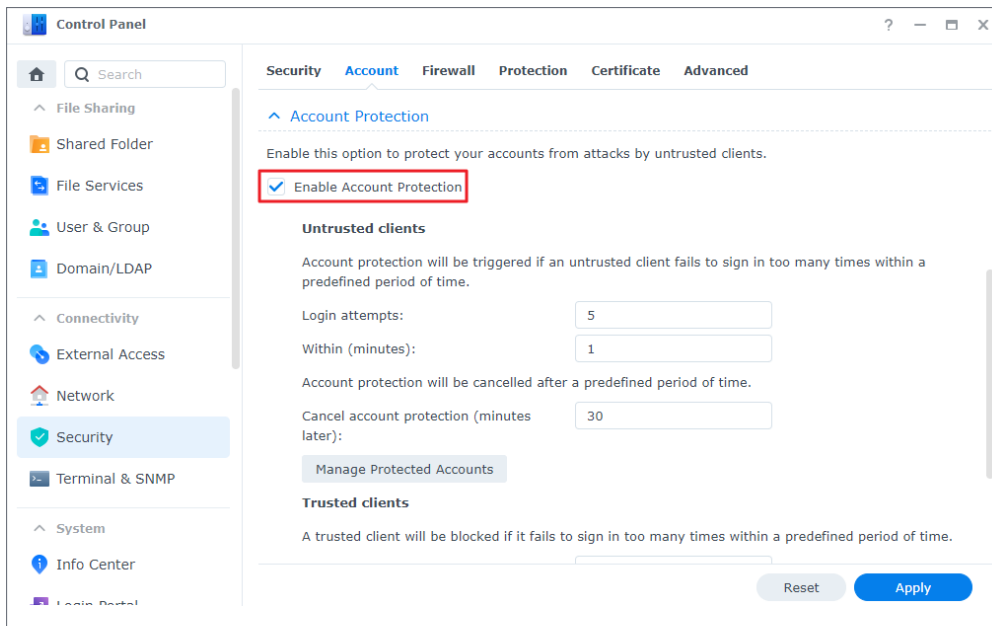 Control Panel
?
Search
File Sharing
Shared Folder
File Services
User & Group
Domain/LDAP
Connectivity
External Access
Network
Security
Terminal & SNMP
System
Info Center
Login Portal
Security Account Firewall Protection Certificate Advanced
Account Protection
Enable this option to protect your accounts from attacks by untrusted clients.
Enable Account Protection
Untrusted clients
Account protection will be triggered if an untrusted client fails to sign in too many times within a
predefined period of time.
Login attempts: 5
Within (minutes): 1
Account protection will be cancelled after a predefined period of time.
Cancel account protection (minutes 30
later):
Manage Protected Accounts
Trusted clients
A trusted client will be blocked if it fails to sign in too many times within a predefined period of time.
Reset Apply